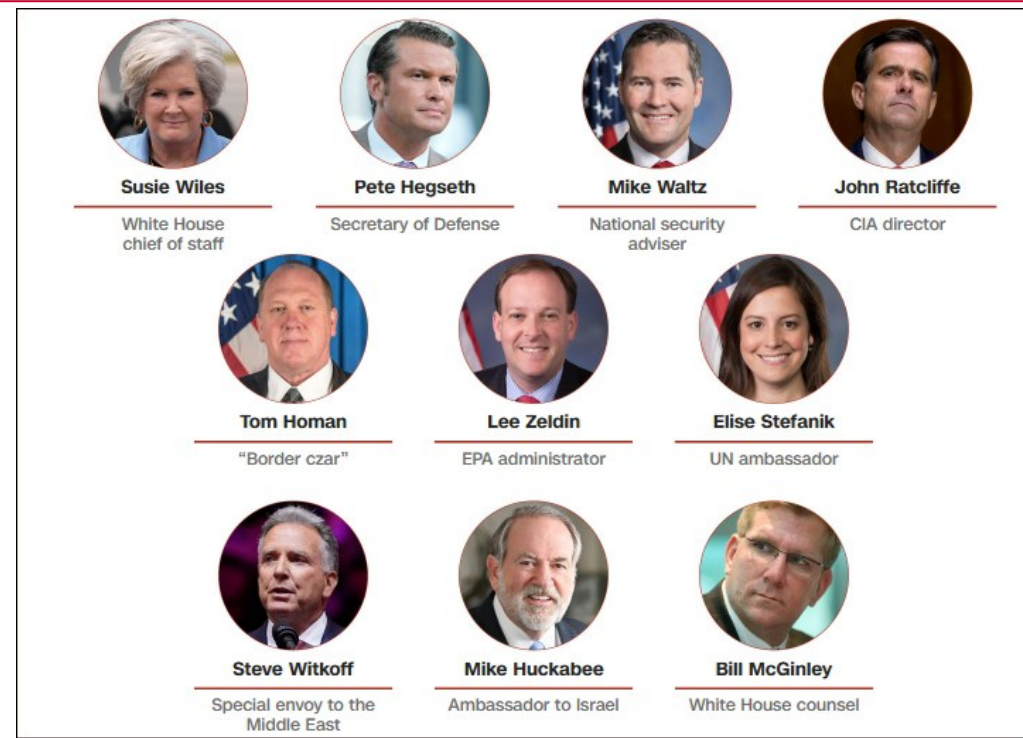 Susie Wiles
Pete Hegseth
Mike Waltz
John Ratcliffe
White House
chief of staff
Secretary of Defense
National security
adviser
CIA director
Tom Homan
Lee Zeldin
Elise Stefanik
“Border czar”
EPA administrator
UN ambassador
Steve Witkoff
Mike Huckabee
Bill McGinley
Special envoy to the
Middle East
Ambassador to Israel
White House counsel